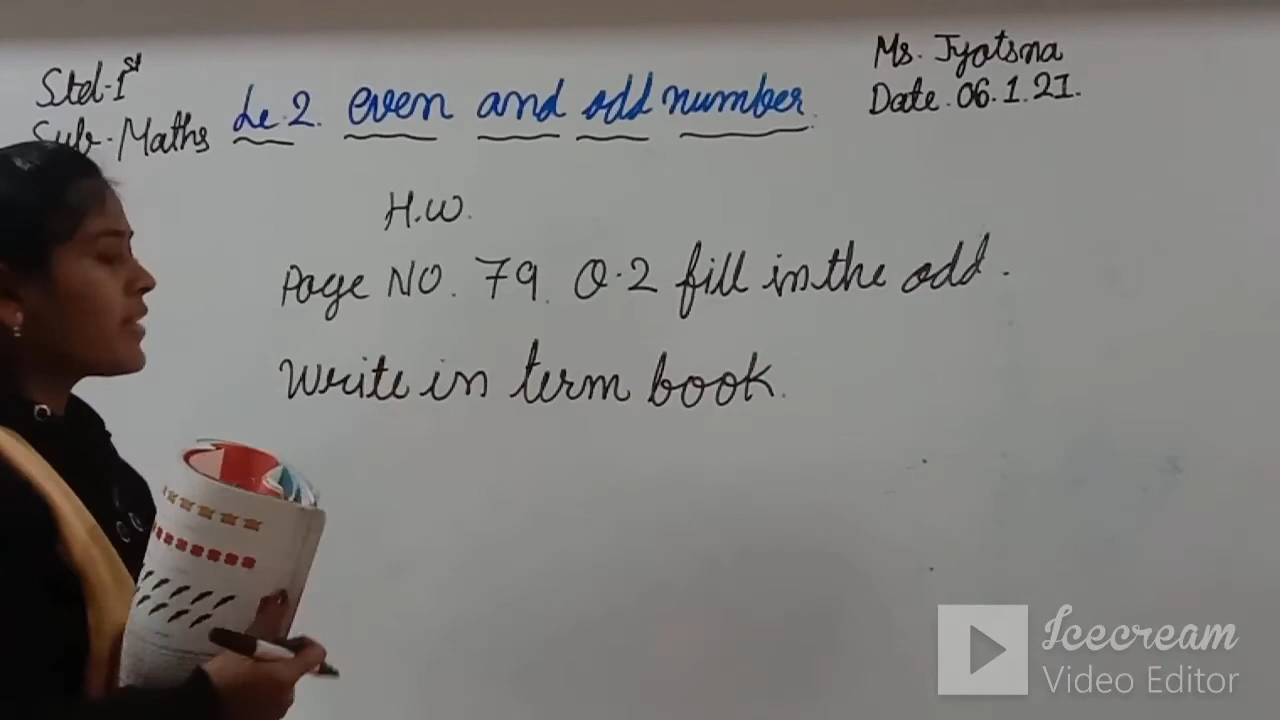 Std-1st
Sub-Maths
Le.2. even and odd number.
Ms. Jyotsna
Date.06.1.21.
H.W.
Page NO. 79. Q.2 fill in the odd.
Write in term book.
Icecream
Video Editor